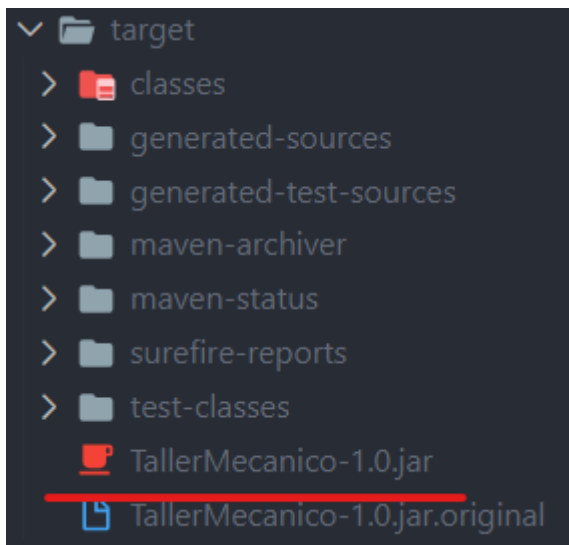 target
classes
generated-sources
generated-test-sources
maven-archiver
maven-status
surefire-reports
test-classes
TallerMecanico-1.0.jar
TallerMecanico-1.0.jar.original